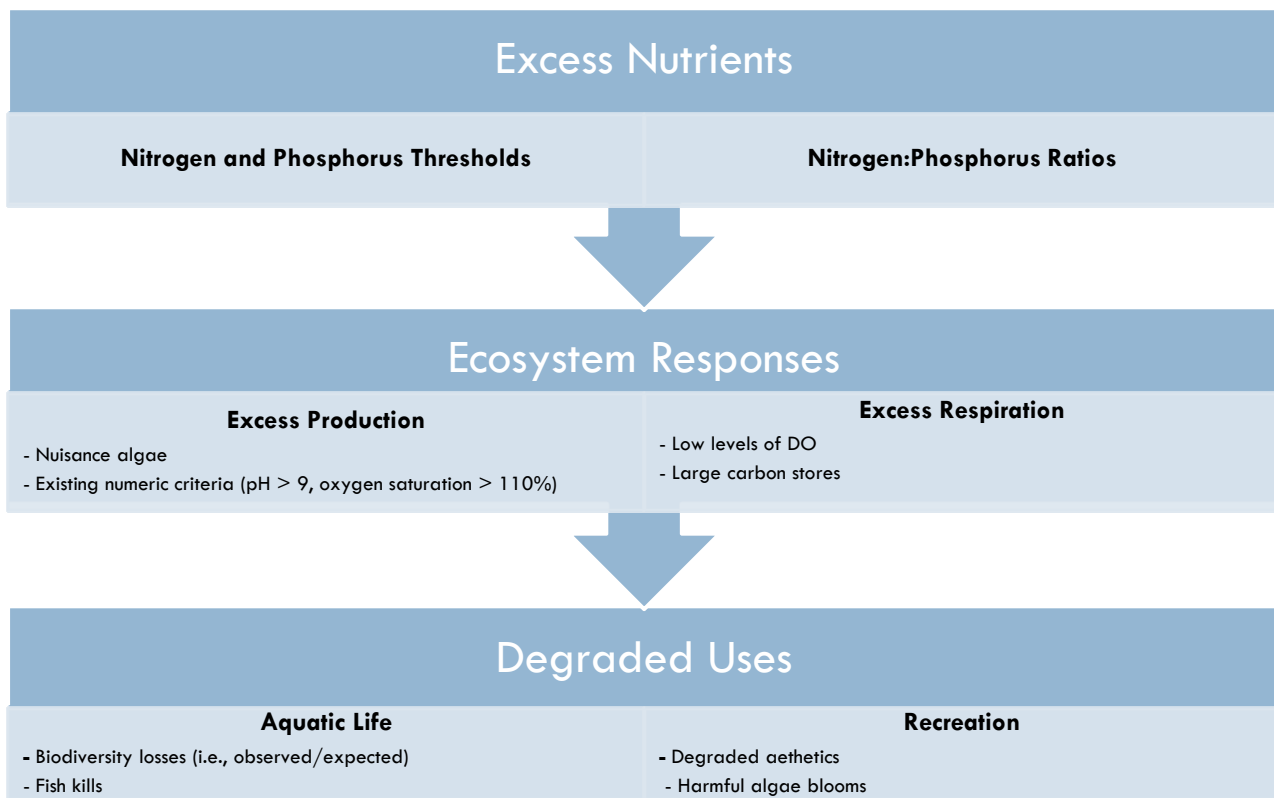 Excess Nutrients
Nitrogen and Phosphorus Thresholds
Nitrogen:Phosphorus Ratios
Ecosystem Responses
Excess Production
- Nuisance algae
- Existing numeric criteria (pH > 9, oxygen saturation > 110%)
Excess Respiration
- Low levels of DO
- Large carbon stores
Degraded Uses
Aquatic Life
- Biodiversity losses (i.e., observed/expected)
- Fish kills
Recreation
- Degraded aethetics
- Harmful algae blooms